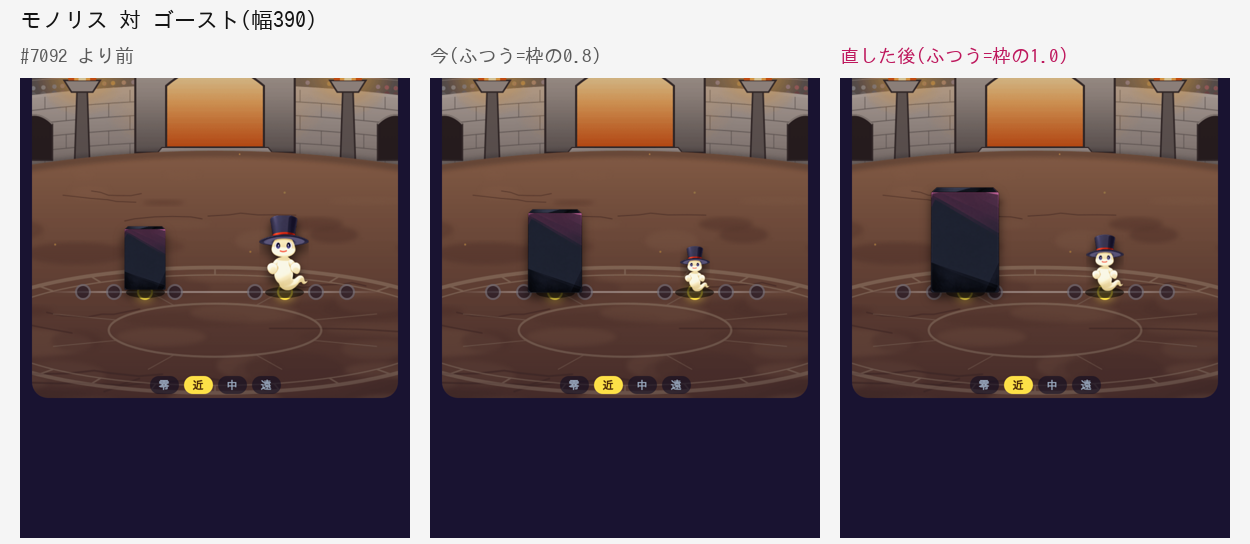 モノリス 対 ゴースト(幅390)
#7092 より前
今(ふつう=枠の0.8)
直した後(ふつう=枠の1.0)
零 近 中 遠
零 近 中 遠
零 近 中 遠